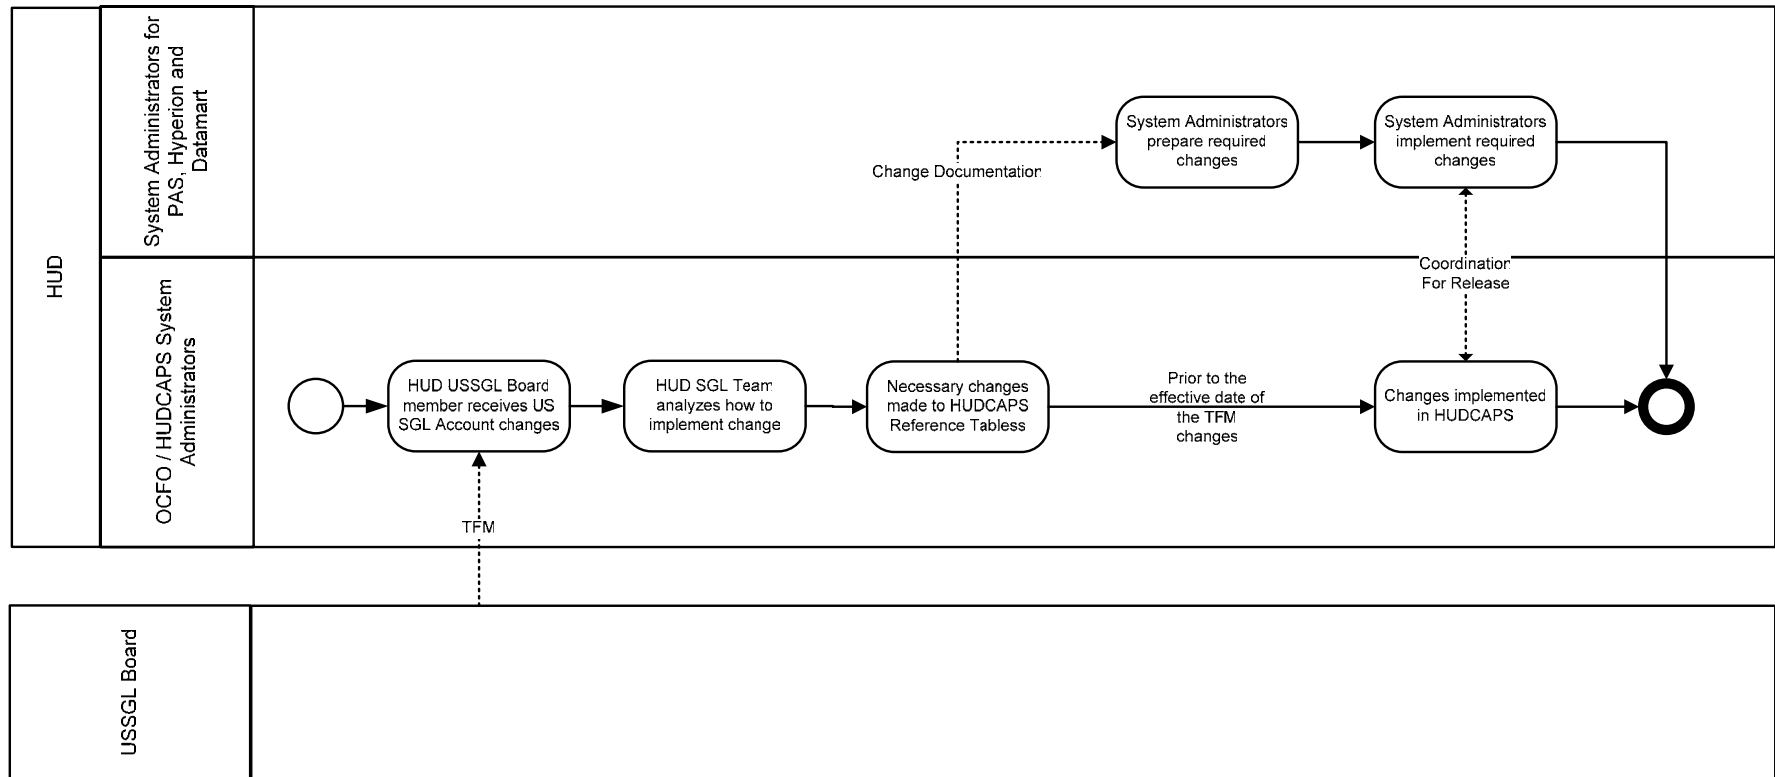 HUD
System Administrators for
PAS, Hyperion and
Datamart
System Administrators
prepare required
changes
System Administrators
implement required
changes
Change Documentation
Coordination
For Release
OCFO / HUDCAPS System
Administrators
HUD USSGL Board
member receives US
SGL Account changes
HUD SGL Team
analyzes how to
implement change
Necessary changes
made to HUDCAPS
Reference Tabless
Prior to the
effective date of
the TFM
changes
Changes implemented
in HUDCAPS
TFM
USSGL Board